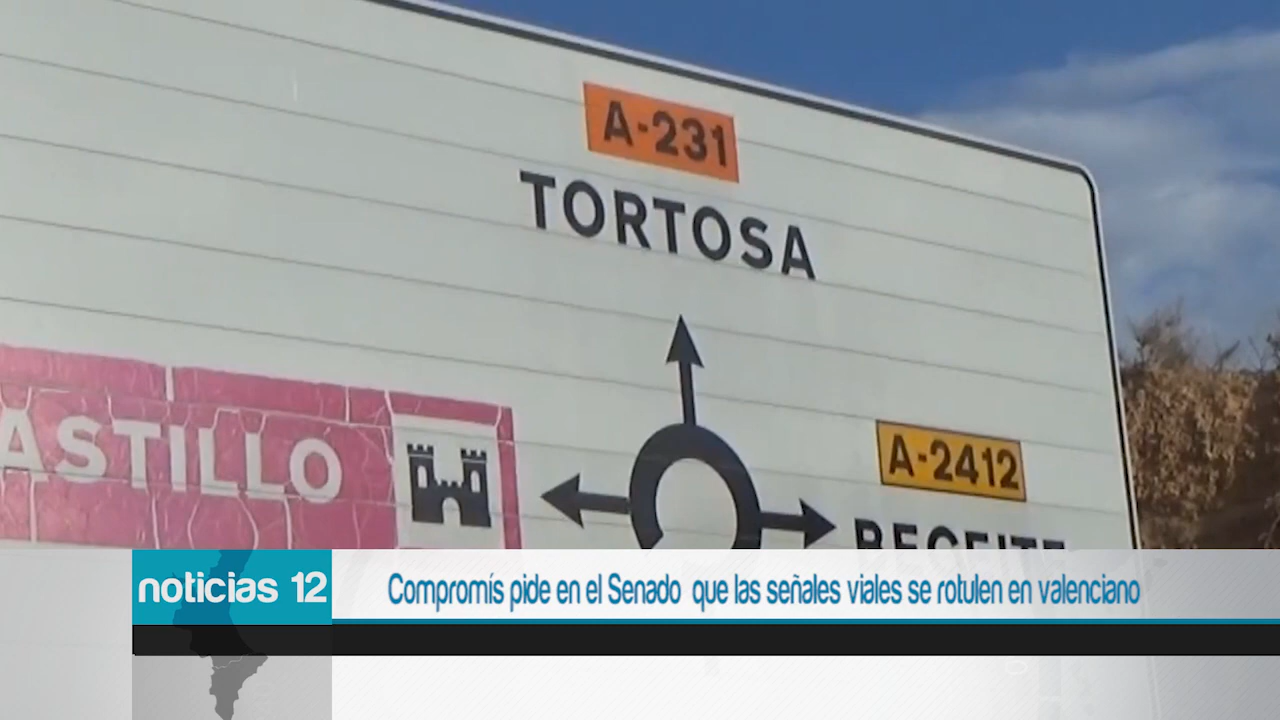 A-231
TORTOSA
ASTILLO
A-2412
BECEITE
noticias 12
Compromís pide en el Senado que las señales viales se rotulen en valenciano